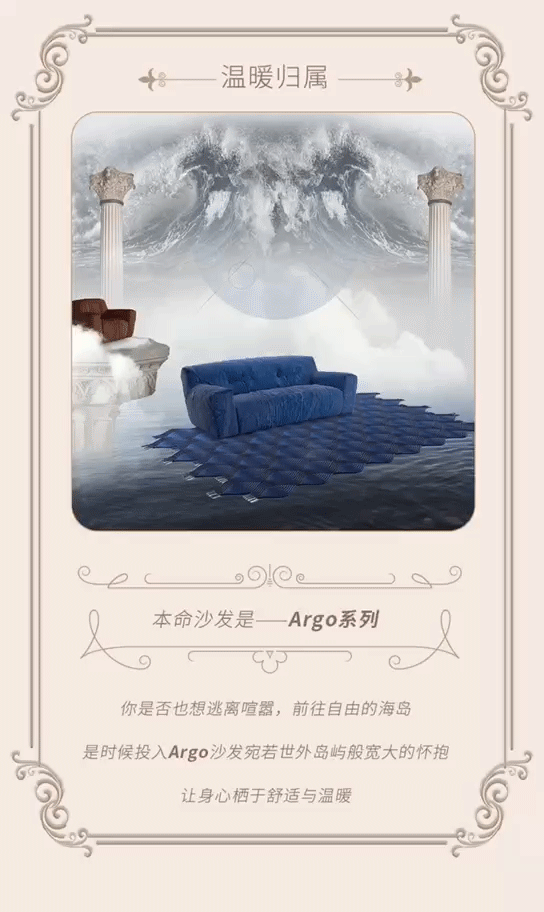 温暖归属
本命沙发是——Argo系列
你是否也想逃离喧嚣，前往自由的海岛
是时候投入Argo沙发宛若世外岛屿般宽大的怀抱
让身心栖于舒适与温暖